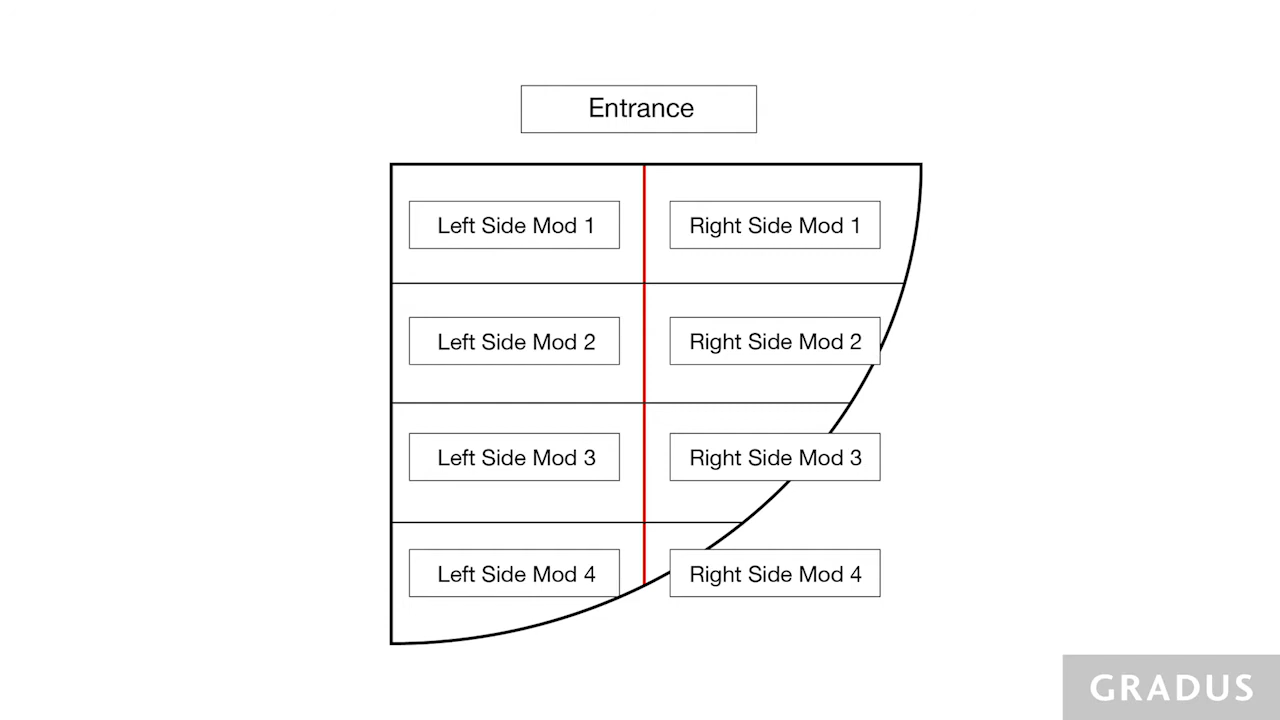 Entrance
Left Side Mod 1
Right Side Mod 1
Left Side Mod 2
Right Side Mod 2
Left Side Mod 3
Right Side Mod 3
Left Side Mod 4
Right Side Mod 4
GRADUS